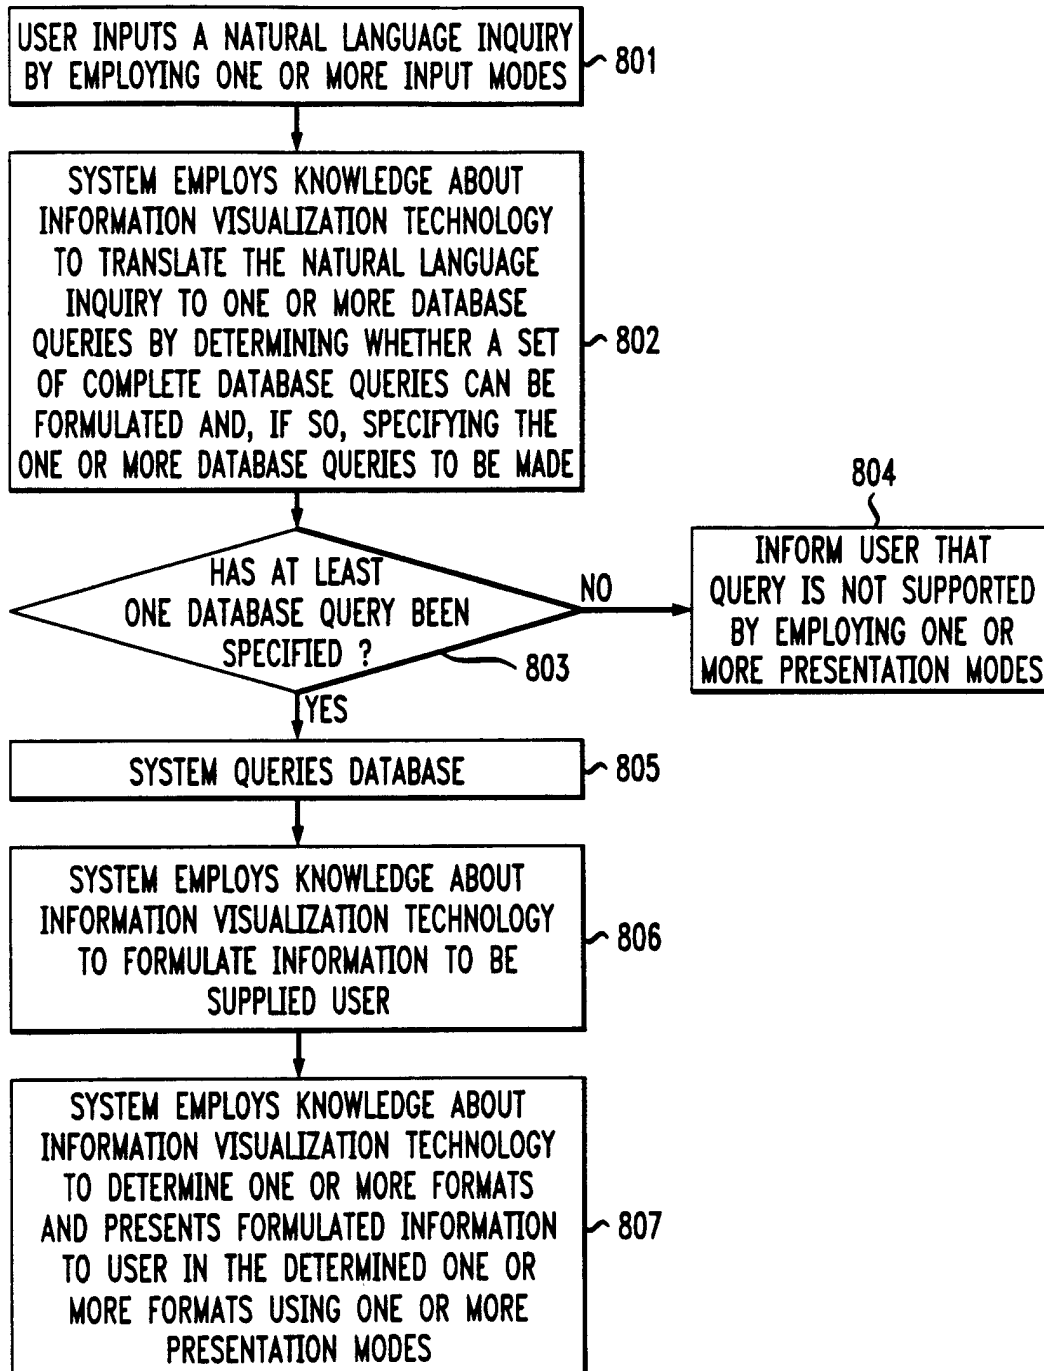 USER INPUTS A NATURAL LANGUAGE INQUIRY
BY EMPLOYING ONE OR MORE INPUT MODES
801
SYSTEM EMPLOYS KNOWLEDGE ABOUT
INFORMATION VISUALIZATION TECHNOLOGY
TO TRANSLATE THE NATURAL LANGUAGE
INQUIRY TO ONE OR MORE DATABASE
QUERIES BY DETERMINING WHETHER A SET
OF COMPLETE DATABASE QUERIES CAN BE
FORMULATED AND, IF SO, SPECIFYING THE
ONE OR MORE DATABASE QUERIES TO BE MADE
802
HAS AT LEAST
ONE DATABASE QUERY BEEN
SPECIFIED ?
803
NO
804
INFORM USER THAT
QUERY IS NOT SUPPORTED
BY EMPLOYING ONE OR
MORE PRESENTATION MODES
YES
SYSTEM QUERIES DATABASE
805
SYSTEM EMPLOYS KNOWLEDGE ABOUT
INFORMATION VISUALIZATION TECHNOLOGY
TO FORMULATE INFORMATION TO BE
SUPPLIED USER
806
SYSTEM EMPLOYS KNOWLEDGE ABOUT
INFORMATION VISUALIZATION TECHNOLOGY
TO DETERMINE ONE OR MORE FORMATS
AND PRESENTS FORMULATED INFORMATION
TO USER IN THE DETERMINED ONE OR
MORE FORMATS USING ONE OR MORE
PRESENTATION MODES
807